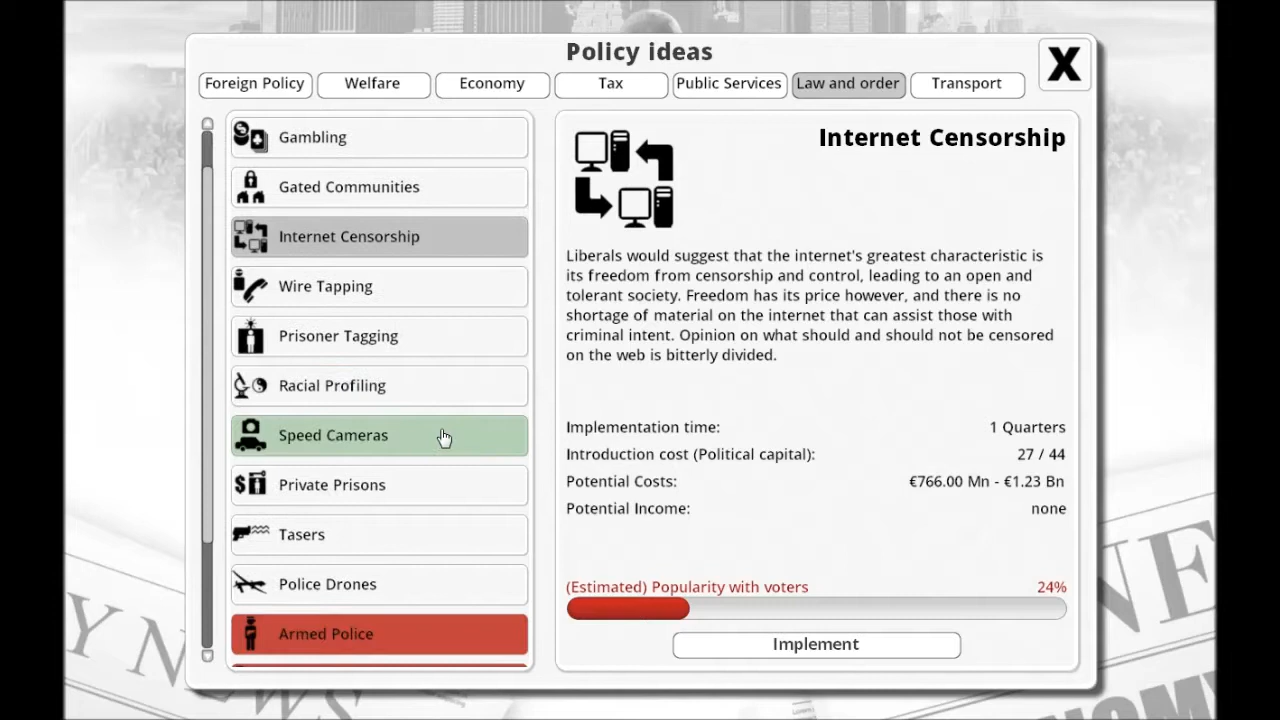 Policy ideas
X
Foreign Policy
Welfare
Economy
Tax
Public Services
Law and order
Transport
Gambling
Gated Communities
Internet Censorship
Wire Tapping
Prisoner Tagging
Racial Profiling
Speed Cameras
Private Prisons
Tasers
Police Drones
Armed Police
Internet Censorship
Liberals would suggest that the internet's greatest characteristic is
its freedom from censorship and control, leading to an open and
tolerant society. Freedom has its price however, and there is no
shortage of material on the internet that can assist those with
criminal intent. Opinion on what should and should not be censored
on the web is bitterly divided.
Implementation time: 1 Quarters
Introduction cost (Political capital): 27 / 44
Potential Costs: €766.00 Mn - €1.23 Bn
Potential Income: none
(Estimated) Popularity with voters 24%
Implement